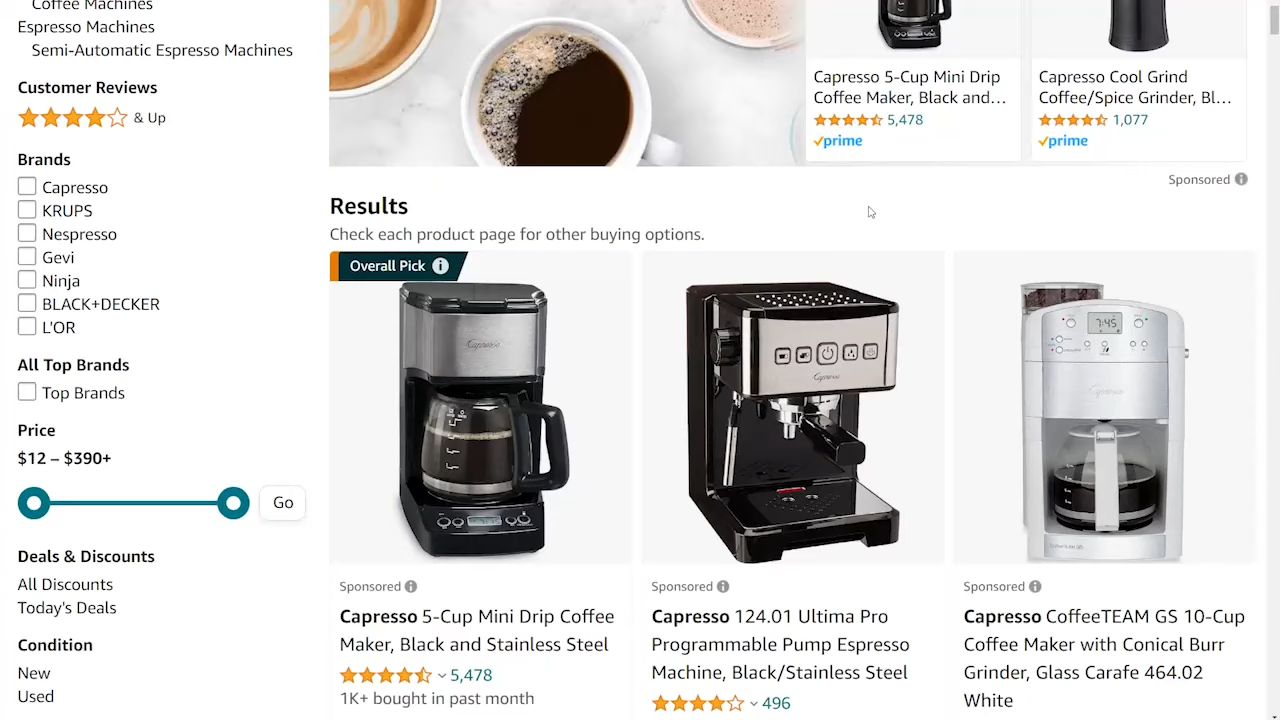 Coffee Machines
Espresso Machines
Semi-Automatic Espresso Machines
Customer Reviews
& Up
Brands
Capresso
KRUPS
Nespresso
Gevi
Ninja
BLACK+DECKER
L'OR
All Top Brands
Top Brands
Price
$12 – $390+
Go
Deals & Discounts
All Discounts
Today's Deals
Condition
New
Used
Capresso 5-Cup Mini Drip
Coffee Maker, Black and...
5,478
prime
Capresso Cool Grind
Coffee/Spice Grinder, Bl...
1,077
prime
Sponsored
Results
Check each product page for other buying options.
Overall Pick
Capresso
Capresso
7:45
Capresso
Sponsored
Capresso 5-Cup Mini Drip Coffee
Maker, Black and Stainless Steel
5,478
1K+ bought in past month
Sponsored
Capresso 124.01 Ultima Pro
Programmable Pump Espresso
Machine, Black/Stainless Steel
496
Sponsored
Capresso CoffeeTEAM GS 10-Cup
Coffee Maker with Conical Burr
Grinder, Glass Carafe 464.02
White